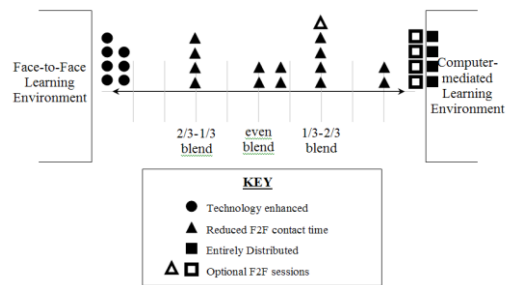 Face-to-Face
Learning
Environment
Computer-
mediated
Learning
Environment
2/3-1/3
blend
even
blend
1/3-2/3
blend
KEY
Technology enhanced
Reduced F2F contact time
Entirely Distributed
Optional F2F sessions